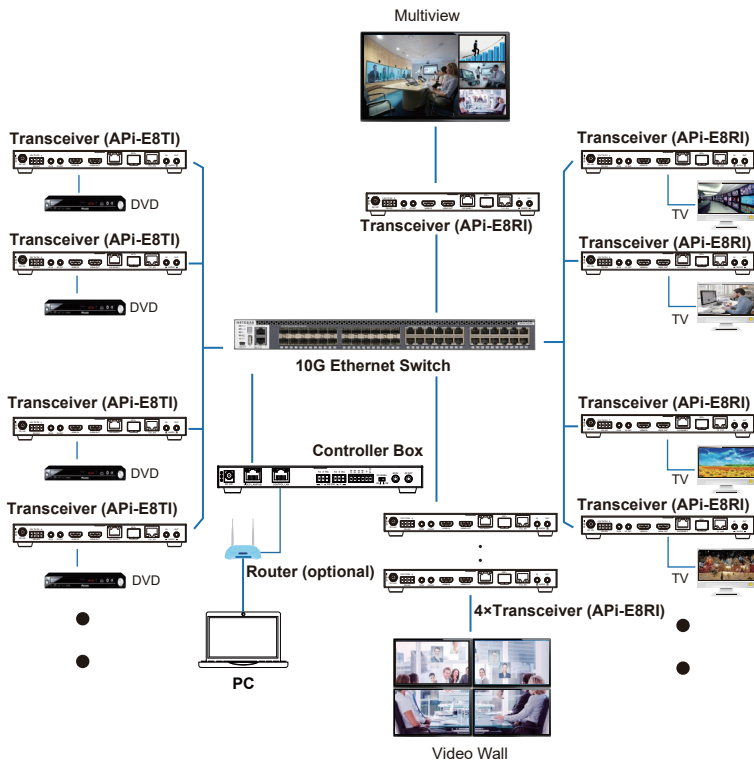 Multiview
Transceiver (APi-E8TI)
DVD
Transceiver (APi-E8TI)
DVD
Transceiver (APi-E8RI)
Transceiver (APi-E8RI)
TV
Transceiver (APi-E8RI)
TV
NETGEAR
10G Ethernet Switch
Transceiver (APi-E8TI)
DVD
Transceiver (APi-E8TI)
DVD
Controller Box
Router (optional)
PC
4×Transceiver (APi-E8RI)
Video Wall
Transceiver (APi-E8RI)
TV
Transceiver (APi-E8RI)
TV